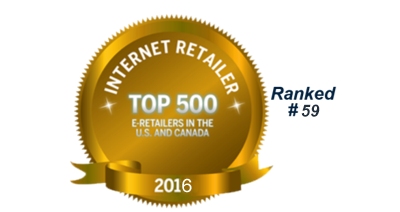 INTERNET RETAILER
TOP 500
E-RETAILERS IN THE
U.S. AND CANADA
2016
Ranked
# 59